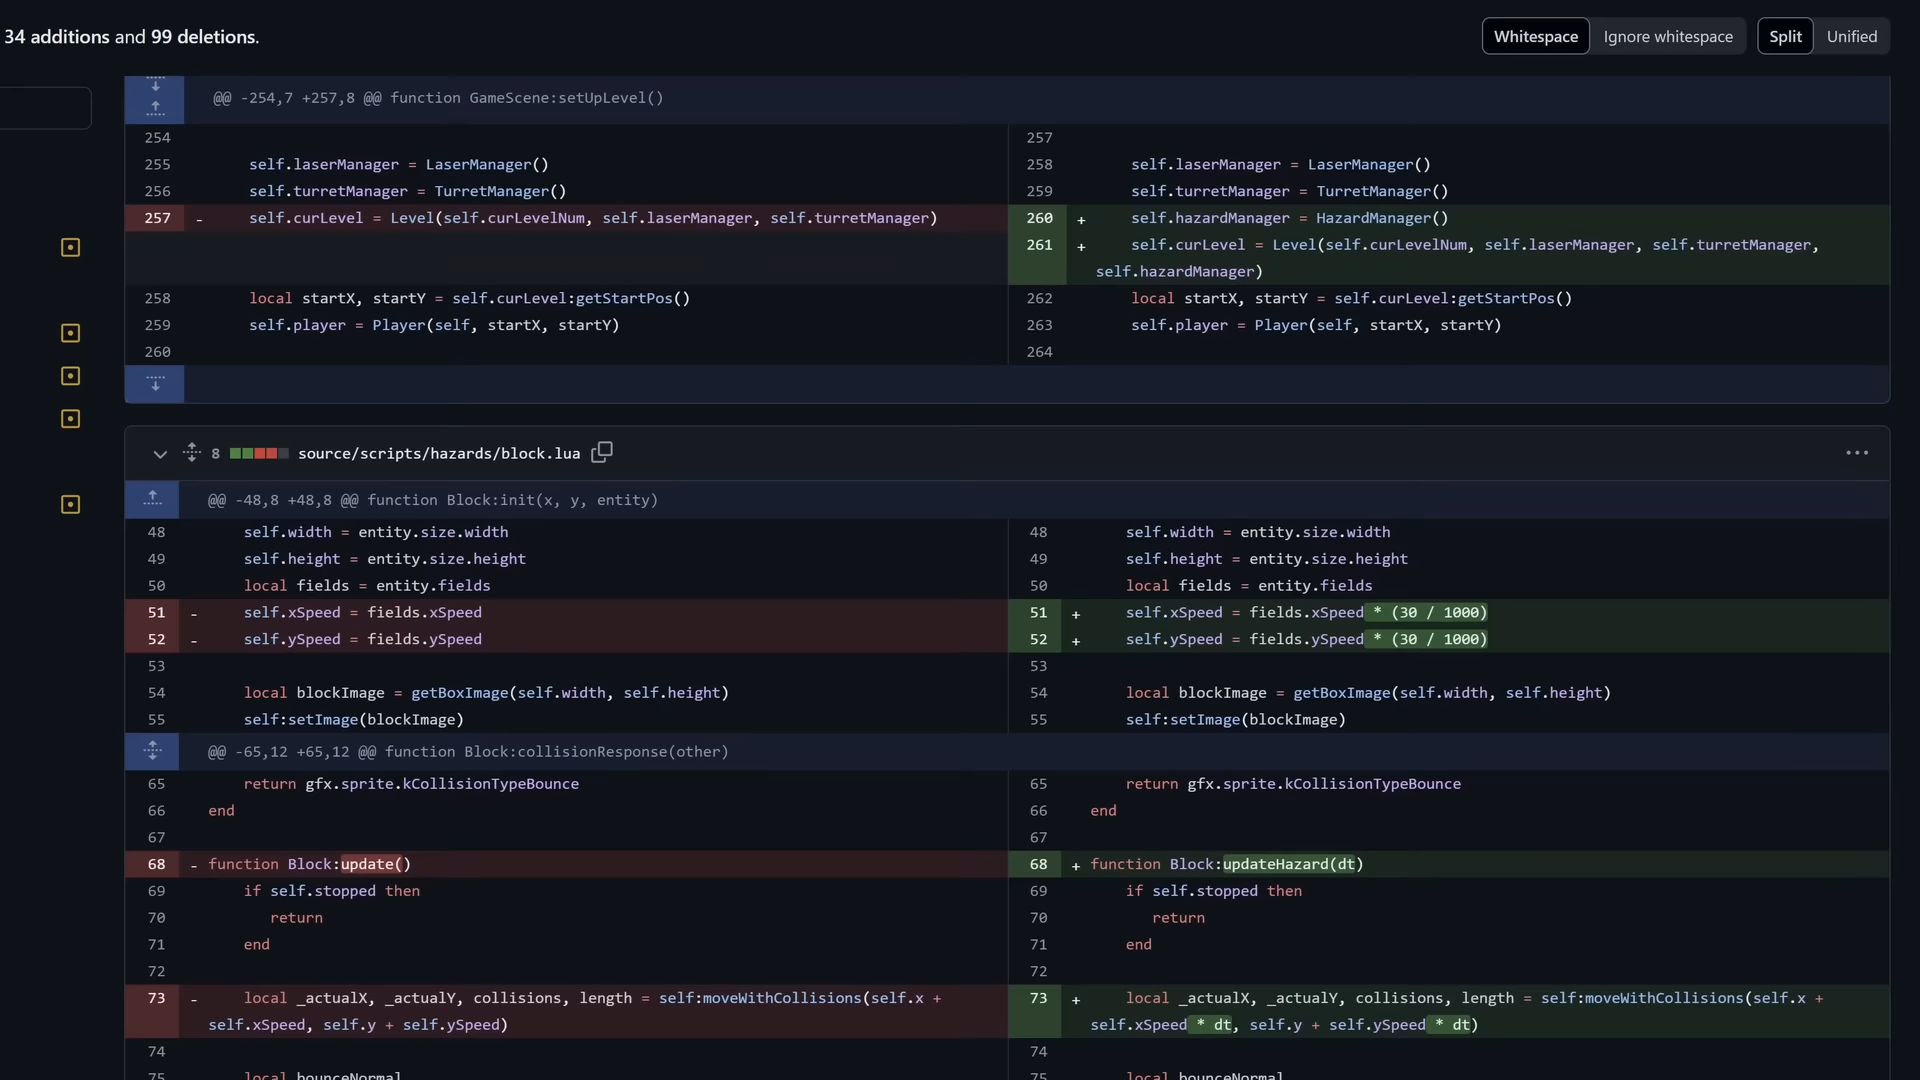 34 additions and 99 deletions.
Whitespace Ignore whitespace Split Unified
@@ -254,7 +257,8 @@ function GameScene:setUpLevel()
254 257
255 self.laserManager = LaserManager() 258 self.laserManager = LaserManager()
256 self.turretManager = TurretManager() 259 self.turretManager = TurretManager()
257 - self.curLevel = Level(self.curLevelNum, self.laserManager, self.turretManager) 260 + self.hazardManager = HazardManager()
261 + self.curLevel = Level(self.curLevelNum, self.laserManager, self.turretManager,
self.hazardManager)
258 local startX, startY = self.curLevel:getStartPos() 262 local startX, startY = self.curLevel:getStartPos()
259 self.player = Player(self, startX, startY) 263 self.player = Player(self, startX, startY)
260 264
8 source/scripts/hazards/block.lua
@@ -48,8 +48,8 @@ function Block:init(x, y, entity)
48 self.width = entity.size.width 48 self.width = entity.size.width
49 self.height = entity.size.height 49 self.height = entity.size.height
50 local fields = entity.fields 50 local fields = entity.fields
51 - self.xSpeed = fields.xSpeed 51 + self.xSpeed = fields.xSpeed * (30 / 1000)
52 - self.ySpeed = fields.ySpeed 52 + self.ySpeed = fields.ySpeed * (30 / 1000)
53 53
54 local blockImage = getBoxImage(self.width, self.height) 54 local blockImage = getBoxImage(self.width, self.height)
55 self:setImage(blockImage) 55 self:setImage(blockImage)
@@ -65,12 +65,12 @@ function Block:collisionResponse(other)
65 return gfx.sprite.kCollisionTypeBounce 65 return gfx.sprite.kCollisionTypeBounce
66 end 66 end
67 67
68 - function Block:update() 68 + function Block:updateHazard(dt)
69 if self.stopped then 69 if self.stopped then
70 return 70 return
71 end 71 end
72 72
73 - local _actualX, _actualY, collisions, length = self:moveWithCollisions(self.x + 73 + local _actualX, _actualY, collisions, length = self:moveWithCollisions(self.x +
self.xSpeed, self.y + self.ySpeed) self.xSpeed * dt, self.y + self.ySpeed * dt)
74 74
75 local bounceNormal 75 local bounceNormal